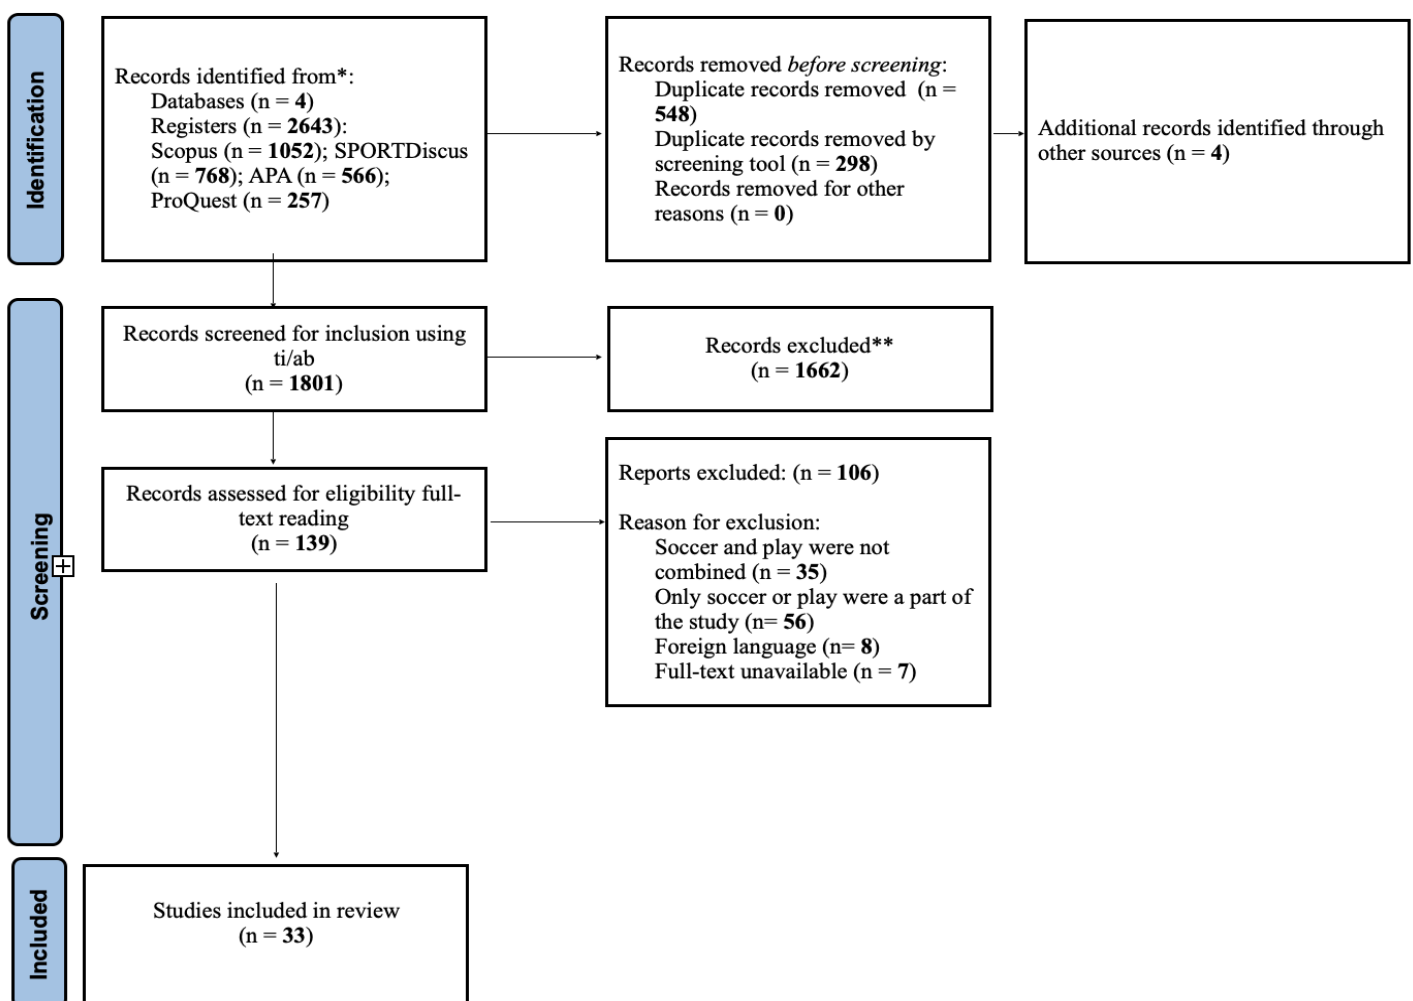 Identification
Records identified from*:
Databases (n = 4)
Registers (n = 2643):
Scopus (n = 1052); SPORTDiscus
(n = 768); APA (n = 566);
ProQuest (n = 257)
Records removed before screening:
Duplicate records removed (n =
548)
Duplicate records removed by
screening tool (n = 298)
Records removed for other
reasons (n = 0)
Additional records identified through
other sources (n = 4)
Screening
Records screened for inclusion using
ti/ab
(n = 1801)
Records excluded**
(n = 1662)
Records assessed for eligibility full-
text reading
(n = 139)
Reports excluded: (n = 106)
Reason for exclusion:
Soccer and play were not
combined (n = 35)
Only soccer or play were a part of
the study (n= 56)
Foreign language (n= 8)
Full-text unavailable (n = 7)
Included
Studies included in review
(n = 33)